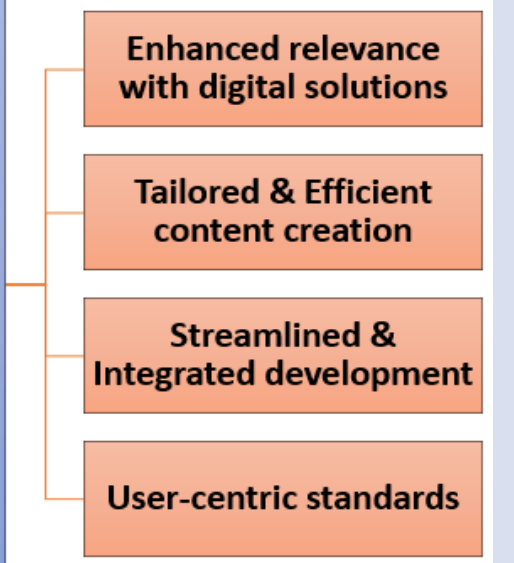 Enhanced relevance
with digital solutions
Tailored & Efficient
content creation
Streamlined &
Integrated development
User-centric standards